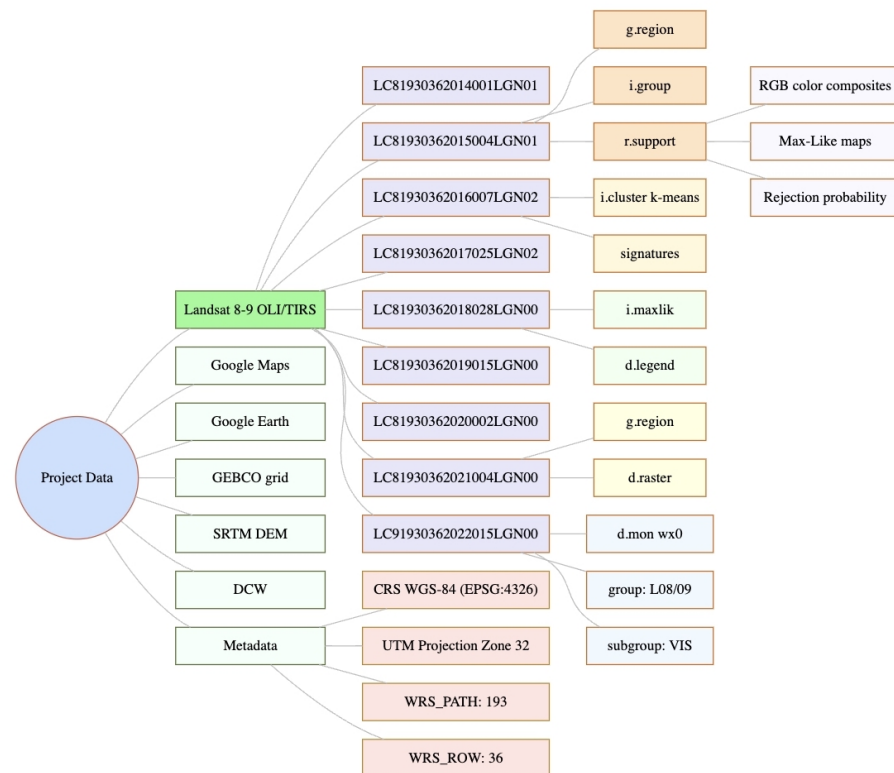 g.region
LC81930362014001LGN01
i.group
RGB color composites
LC81930362015004LGN01
r.support
Max-Like maps
LC81930362016007LGN02
i.cluster k-means
Rejection probability
LC81930362017025LGN02
signatures
Landsat 8-9 OLI/TIRS
LC81930362018028LGN00
i.maxlik
Google Maps
LC81930362019015LGN00
d.legend
Google Earth
LC81930362020002LGN00
g.region
Project Data
GEBCO grid
LC81930362021004LGN00
d.raster
SRTM DEM
LC91930362022015LGN00
d.mon wx0
DCW
CRS WGS-84 (EPSG:4326)
group: L08/09
Metadata
UTM Projection Zone 32
subgroup: VIS
WRS_PATH: 193
WRS_ROW: 36